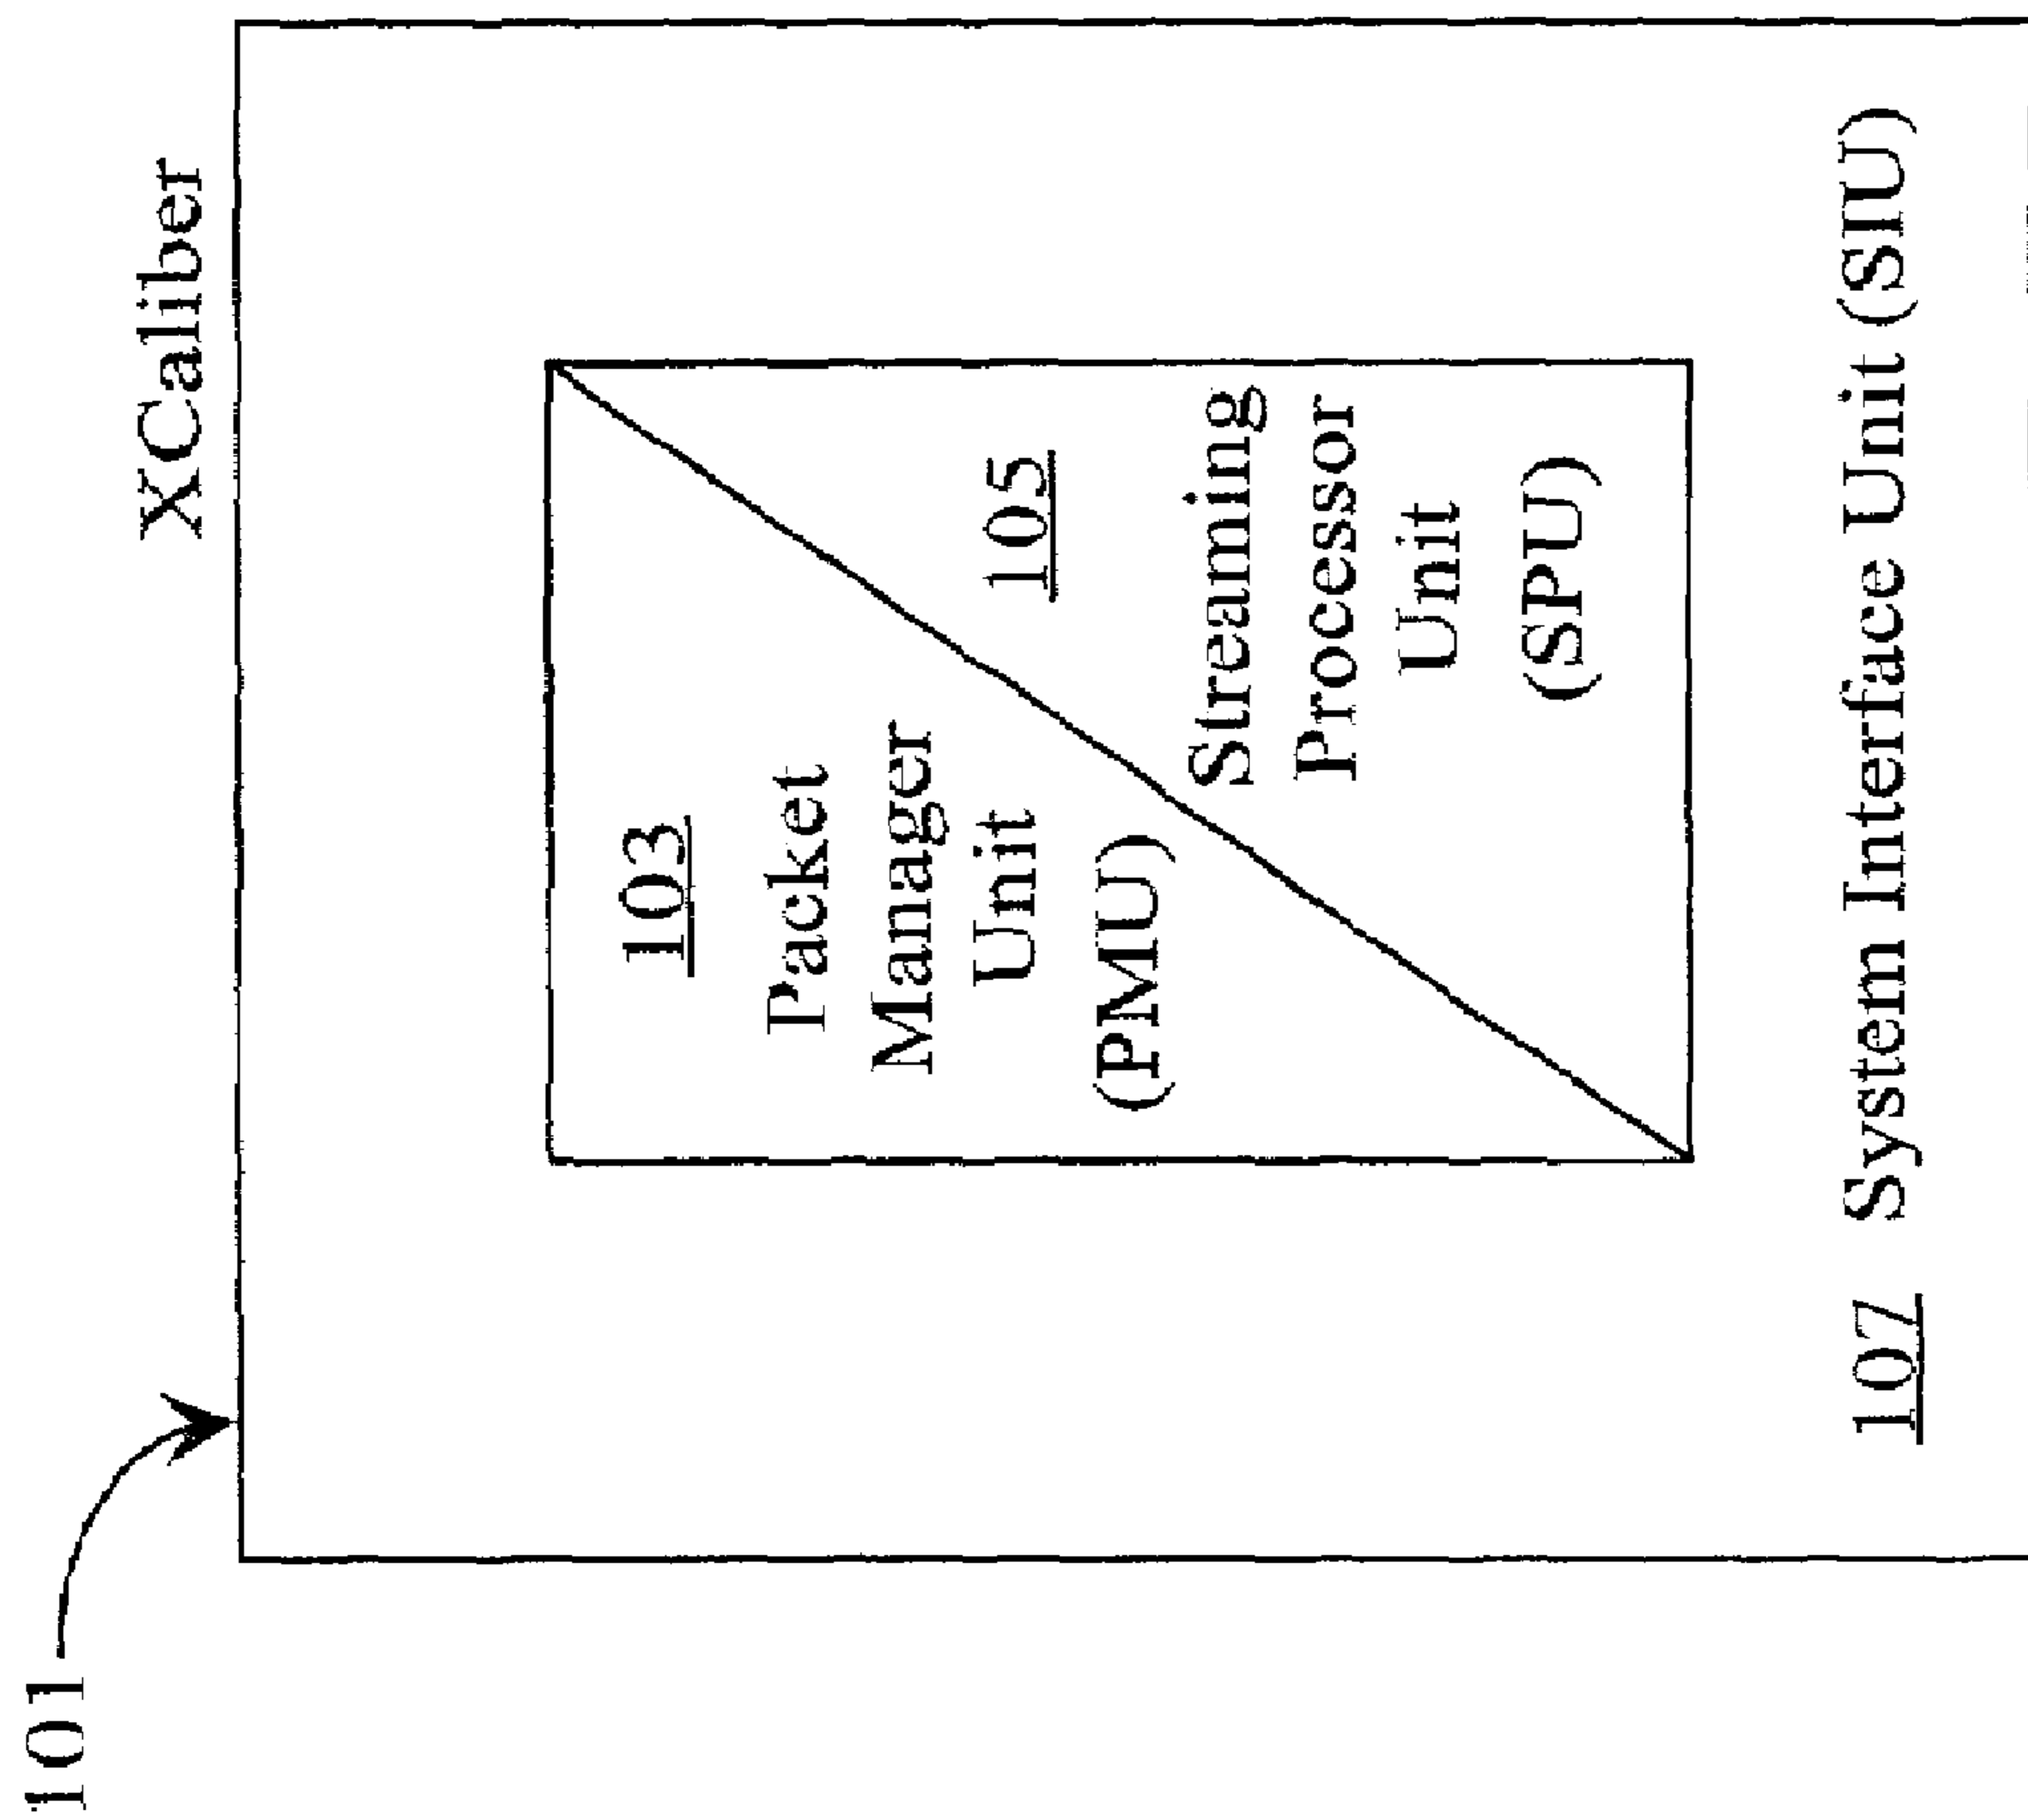 101
XCaliber
103
Packet
Manager
Unit
(PMU)
105
Streaming
Processor
Unit
(SPU)
107 System Interface Unit (SIU)